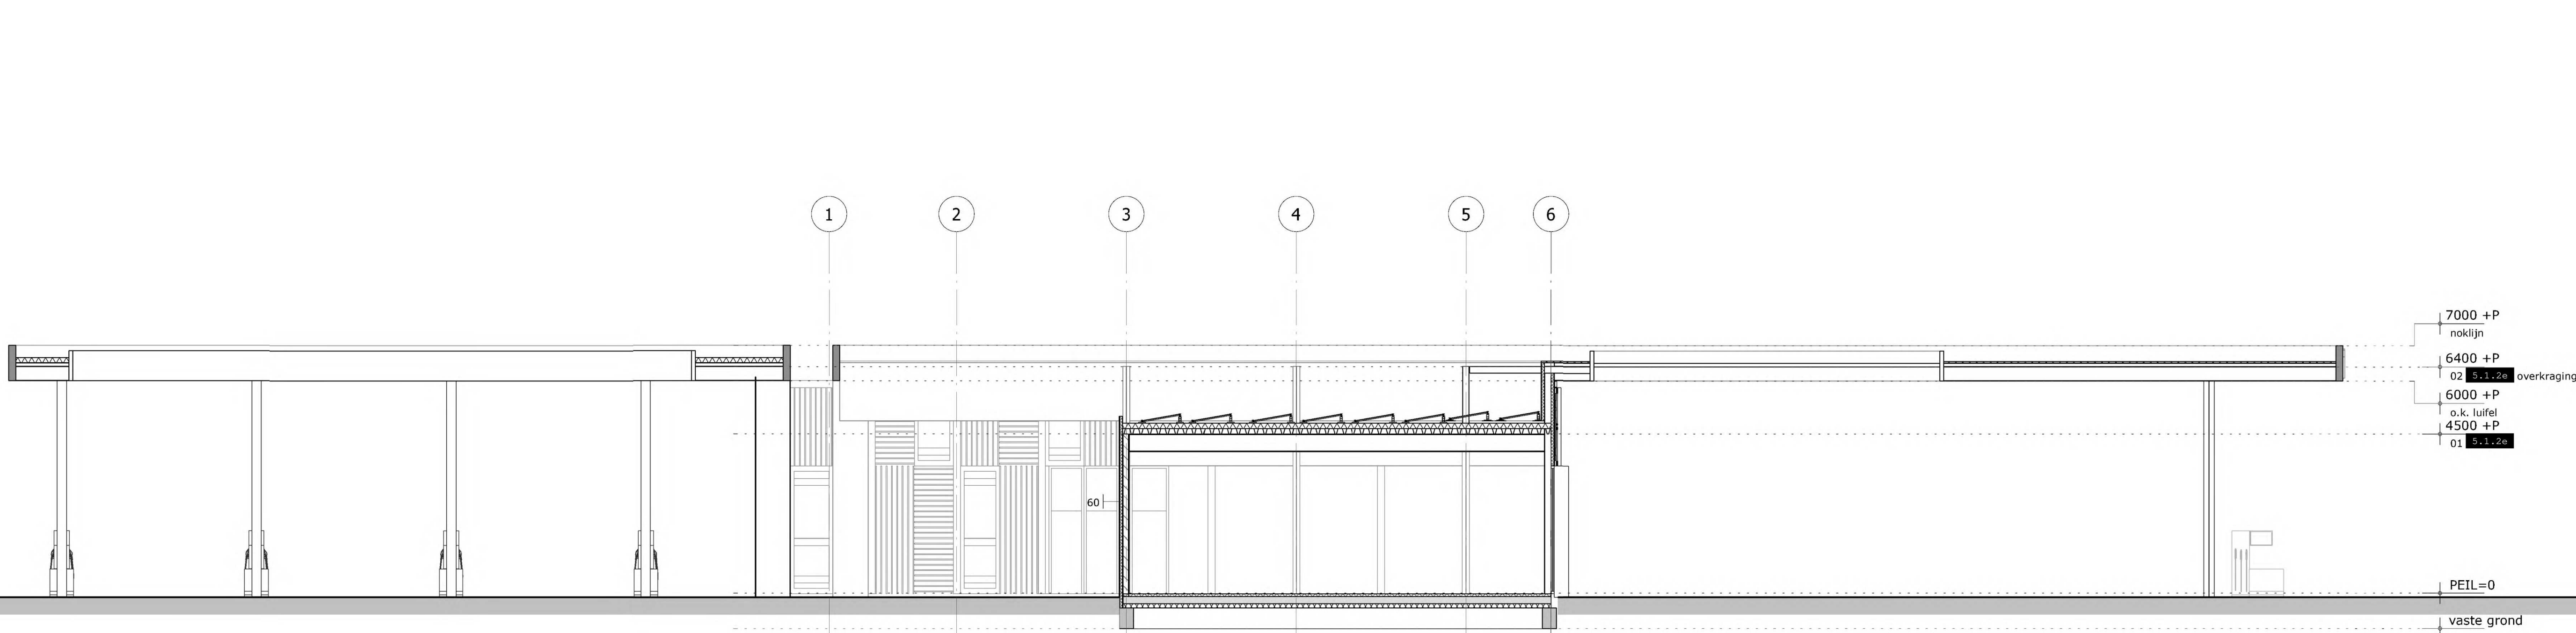 1 2 3 4 5 6
7000 +P
noklijn
6400 +P
02 5.1.2e overkraging
6000 +P
o.k. luifel
4500 +P
01 5.1.2e
60
PEIL=0
vaste grond